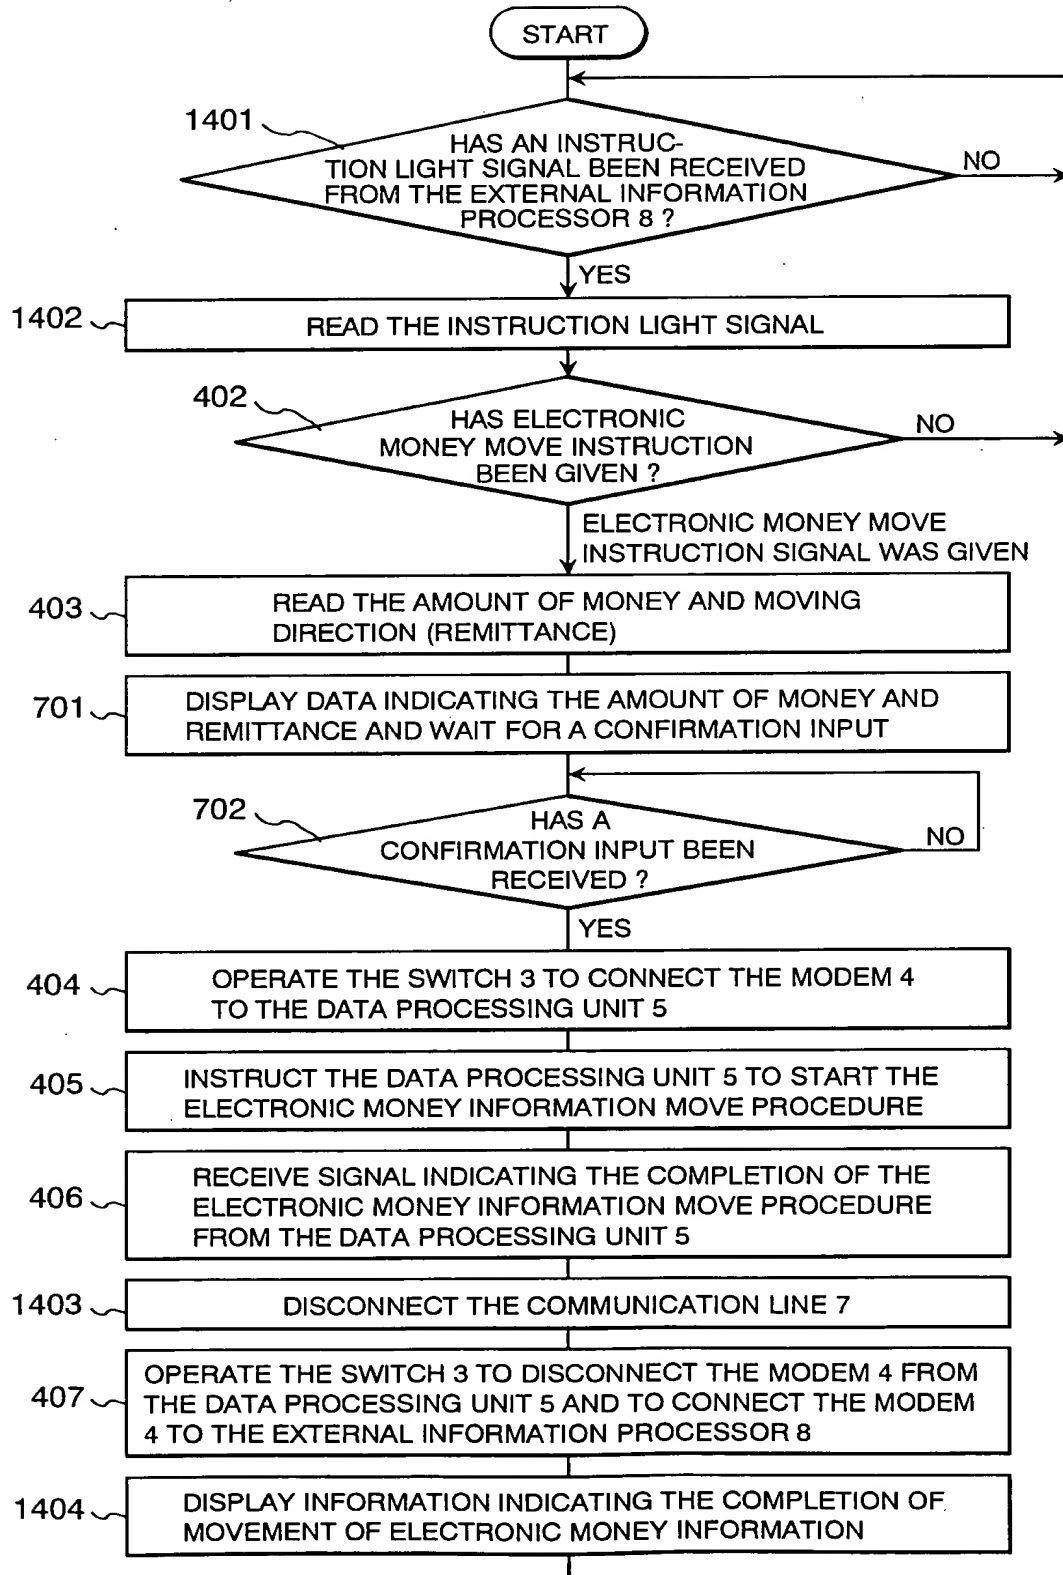 START
1401
HAS AN INSTRUC-
TION LIGHT SIGNAL BEEN RECEIVED
FROM THE EXTERNAL INFORMATION
PROCESSOR 8 ?
NO
YES
1402
READ THE INSTRUCTION LIGHT SIGNAL
402
HAS ELECTRONIC
MONEY MOVE INSTRUCTION
BEEN GIVEN ?
NO
ELECTRONIC MONEY MOVE
INSTRUCTION SIGNAL WAS GIVEN
403
READ THE AMOUNT OF MONEY AND MOVING
DIRECTION (REMITTANCE)
701
DISPLAY DATA INDICATING THE AMOUNT OF MONEY AND
REMITTANCE AND WAIT FOR A CONFIRMATION INPUT
702
HAS A
CONFIRMATION INPUT BEEN
RECEIVED ?
NO
YES
404
OPERATE THE SWITCH 3 TO CONNECT THE MODEM 4
TO THE DATA PROCESSING UNIT 5
405
INSTRUCT THE DATA PROCESSING UNIT 5 TO START THE
ELECTRONIC MONEY INFORMATION MOVE PROCEDURE
406
RECEIVE SIGNAL INDICATING THE COMPLETION OF THE
ELECTRONIC MONEY INFORMATION MOVE PROCEDURE
FROM THE DATA PROCESSING UNIT 5
1403
DISCONNECT THE COMMUNICATION LINE 7
407
OPERATE THE SWITCH 3 TO DISCONNECT THE MODEM 4 FROM
THE DATA PROCESSING UNIT 5 AND TO CONNECT THE MODEM
4 TO THE EXTERNAL INFORMATION PROCESSOR 8
1404
DISPLAY INFORMATION INDICATING THE COMPLETION OF
MOVEMENT OF ELECTRONIC MONEY INFORMATION